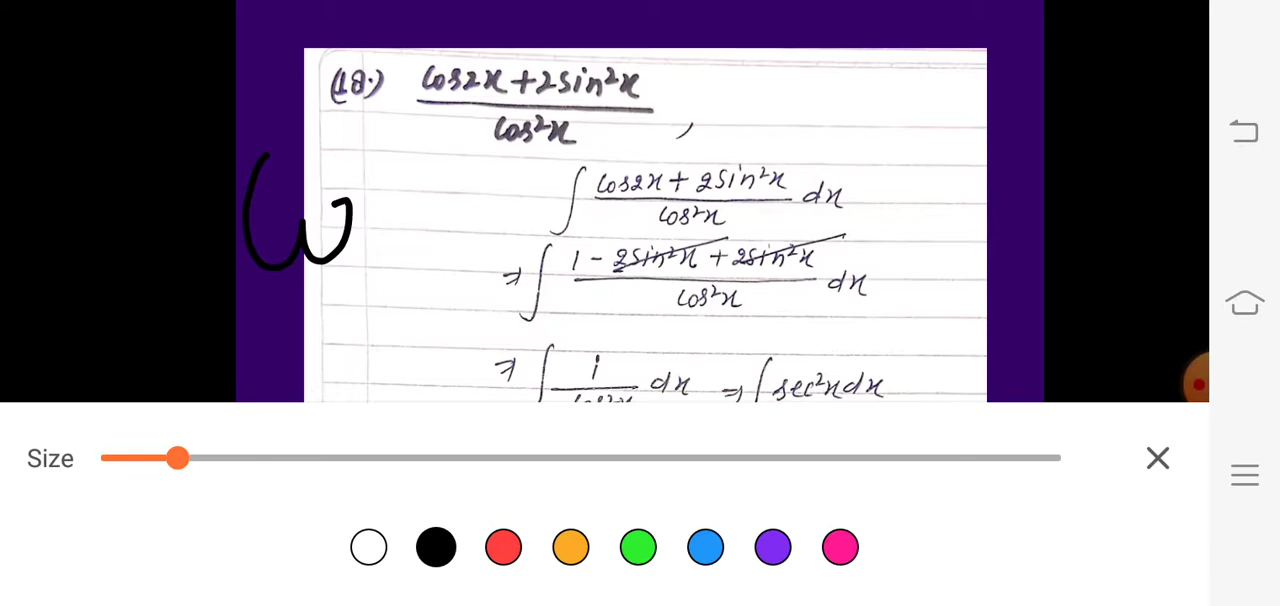 (18.) cos2x+2sin²x / cos²x ,
∫ cos2x + 2sin²x / cos²x dx
⇒ ∫ 1 - 2sin²x + 2sin²x / cos²x dx
⇒ ∫ 1 / cos²x dx ⇒ ∫ sec²x dx
Size